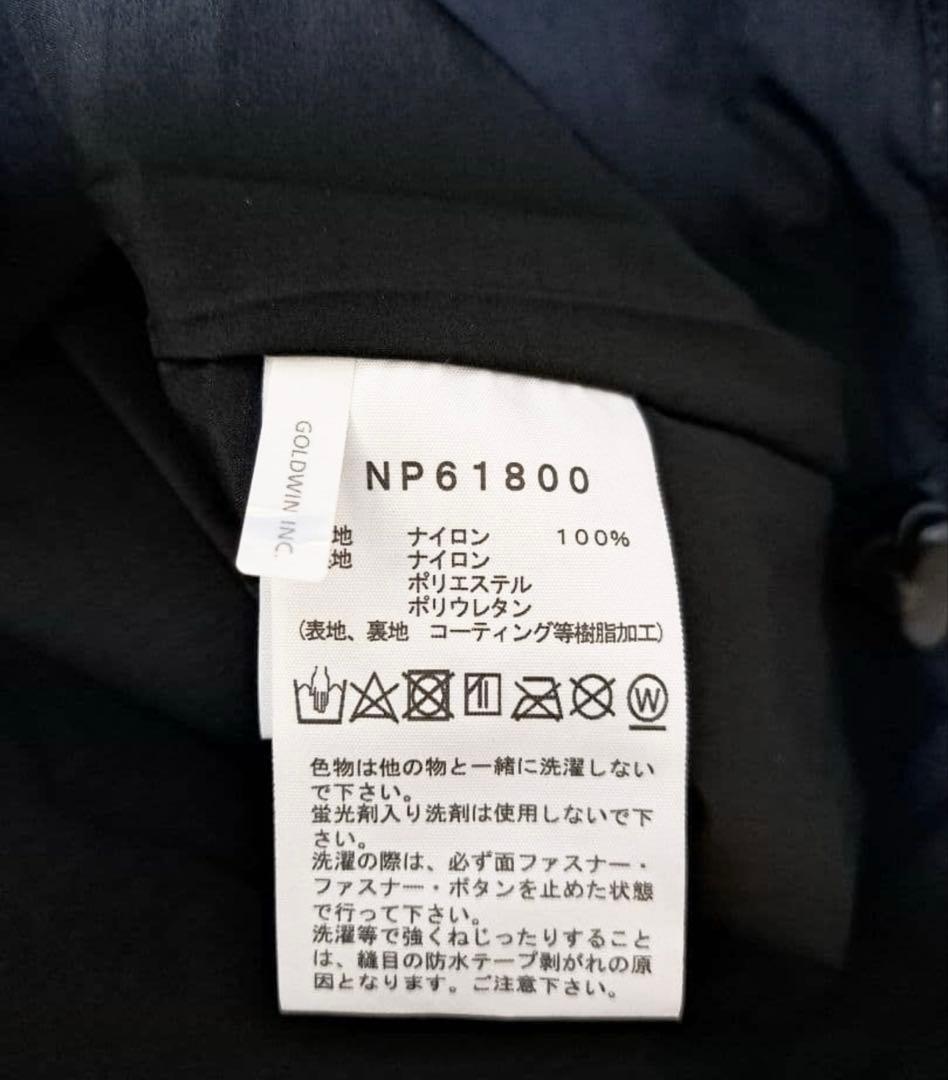 GOLDWIN INC.
NP61800
地 ナイロン 100%
地 ナイロン
ポリエステル
ポリウレタン
(表地、裏地 コーティング等樹脂加工)
W
色物は他の物と一緒に洗濯しない
で下さい。
蛍光剤入り洗剤は使用しないで下
さい。
洗濯の際は、必ず面ファスナー・
ファスナー・ボタンを止めた状態
で行って下さい。
洗濯等で強くねじったりすること
は、縫目の防水テープ剥がれの原
因となります。ご注意下さい。